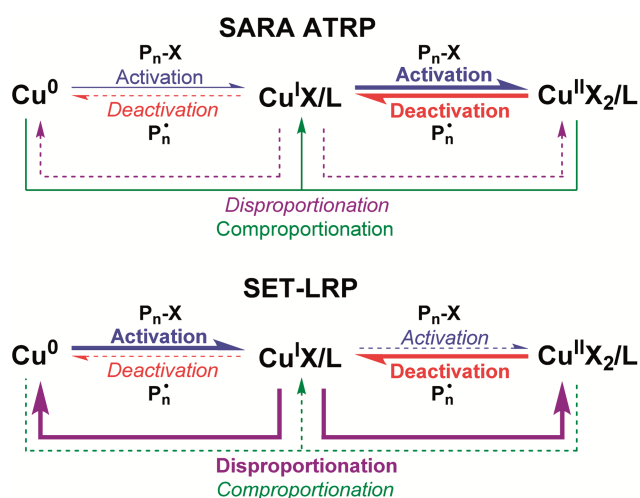 SARA ATRP
Pn-X Pn-X
Activation Activation
Cu⁰ CuᴵX/L CuᴵᴵX₂/L
Deactivation Deactivation
Pn• Pn•
Disproportionation
Comproportionation
SET-LRP
Pn-X Pn-X
Activation Activation
Cu⁰ CuᴵX/L CuᴵᴵX₂/L
Deactivation Deactivation
Pn• Pn•
Disproportionation
Comproportionation